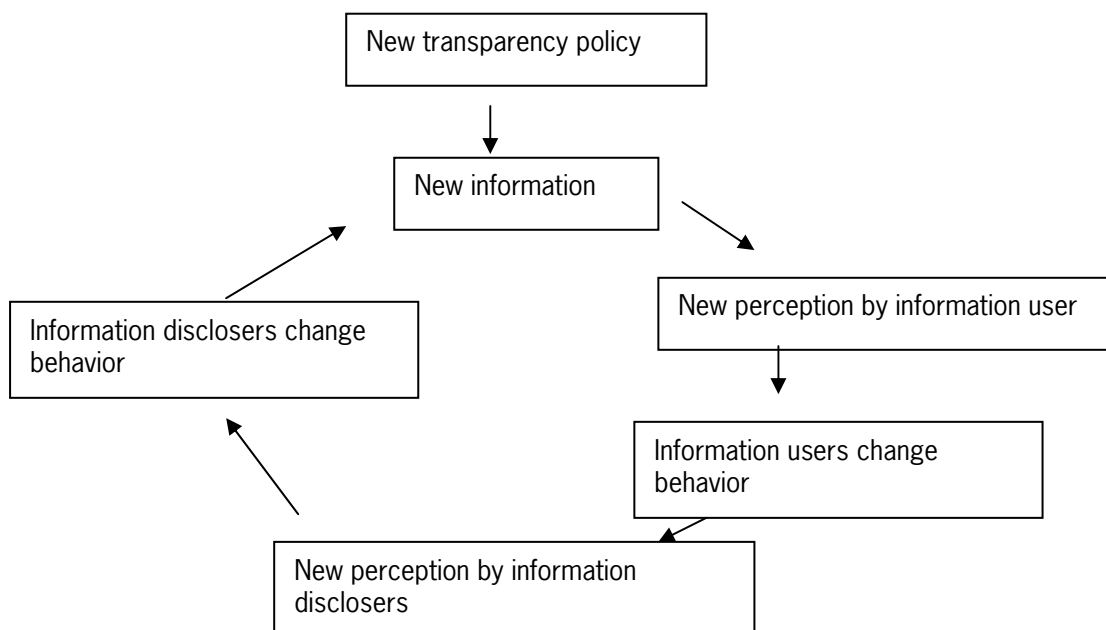 New transparency policy
New information
New perception by information user
Information disclosers change
behavior
Information users change
behavior
New perception by information
disclosers